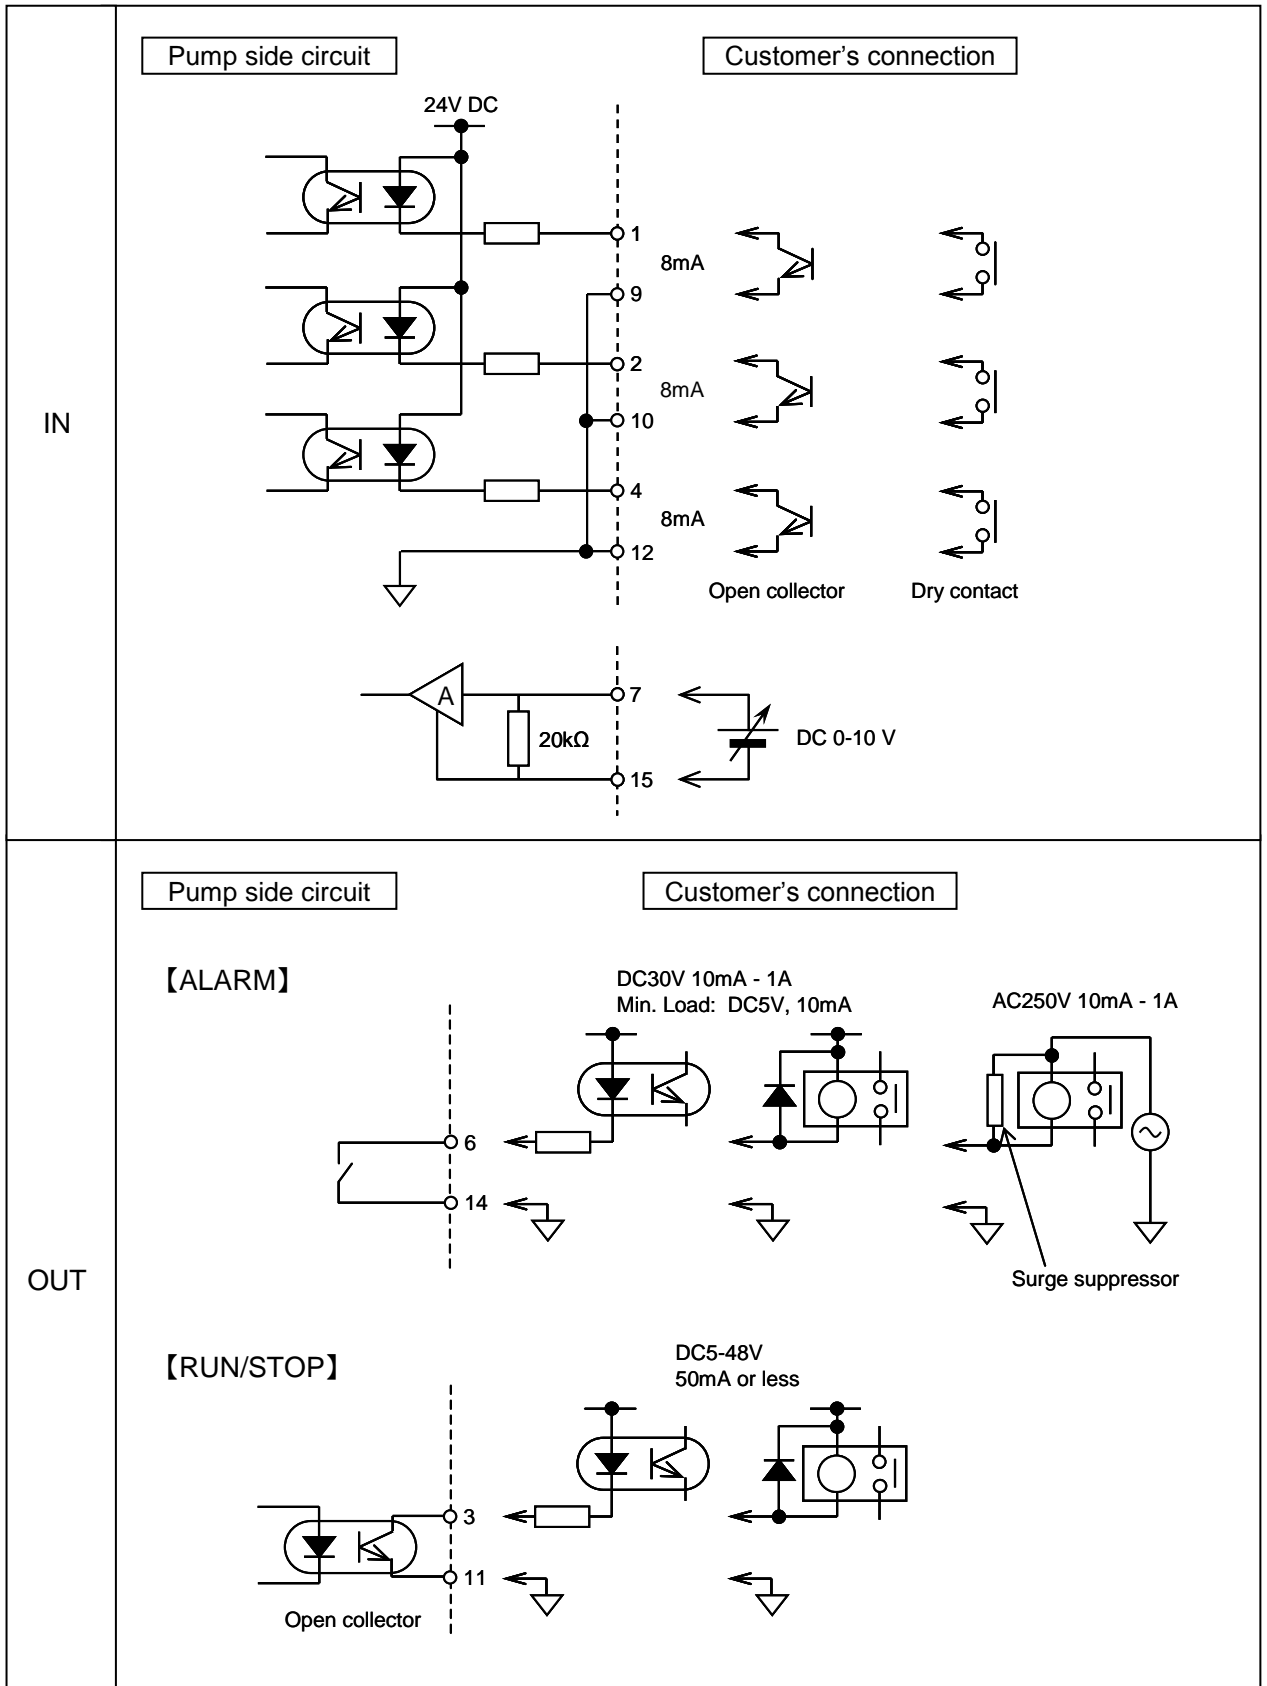 IN
Pump side circuit
Customer's connection
24V DC
1
8mA
9
2
8mA
10
4
8mA
12
Open collector
Dry contact
A
7
20kΩ
DC 0-10 V
15
OUT
Pump side circuit
Customer's connection
【ALARM】
DC30V 10mA - 1A
Min. Load: DC5V, 10mA
AC250V 10mA - 1A
6
14
Surge suppressor
【RUN/STOP】
DC5-48V
50mA or less
3
11
Open collector